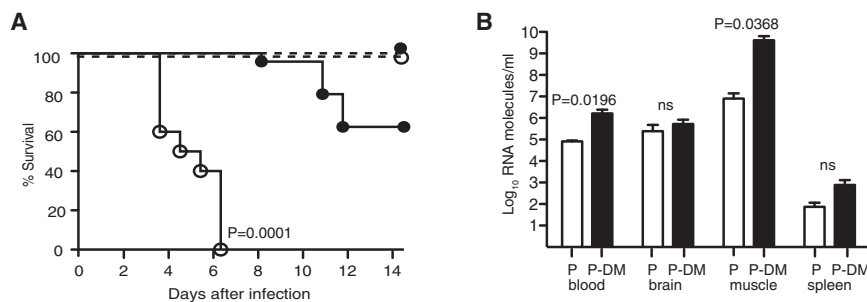 A
% Survival
100
80
60
40
20
0
P=0.0001
0 2 4 6 8 10 12 14
Days after infection
B
Log10 RNA molecules/ml
10
9
8
7
6
5
4
3
2
1
P=0.0196
ns
P=0.0368
ns
P P-DM P P-DM P P-DM P P-DM
blood brain muscle spleen